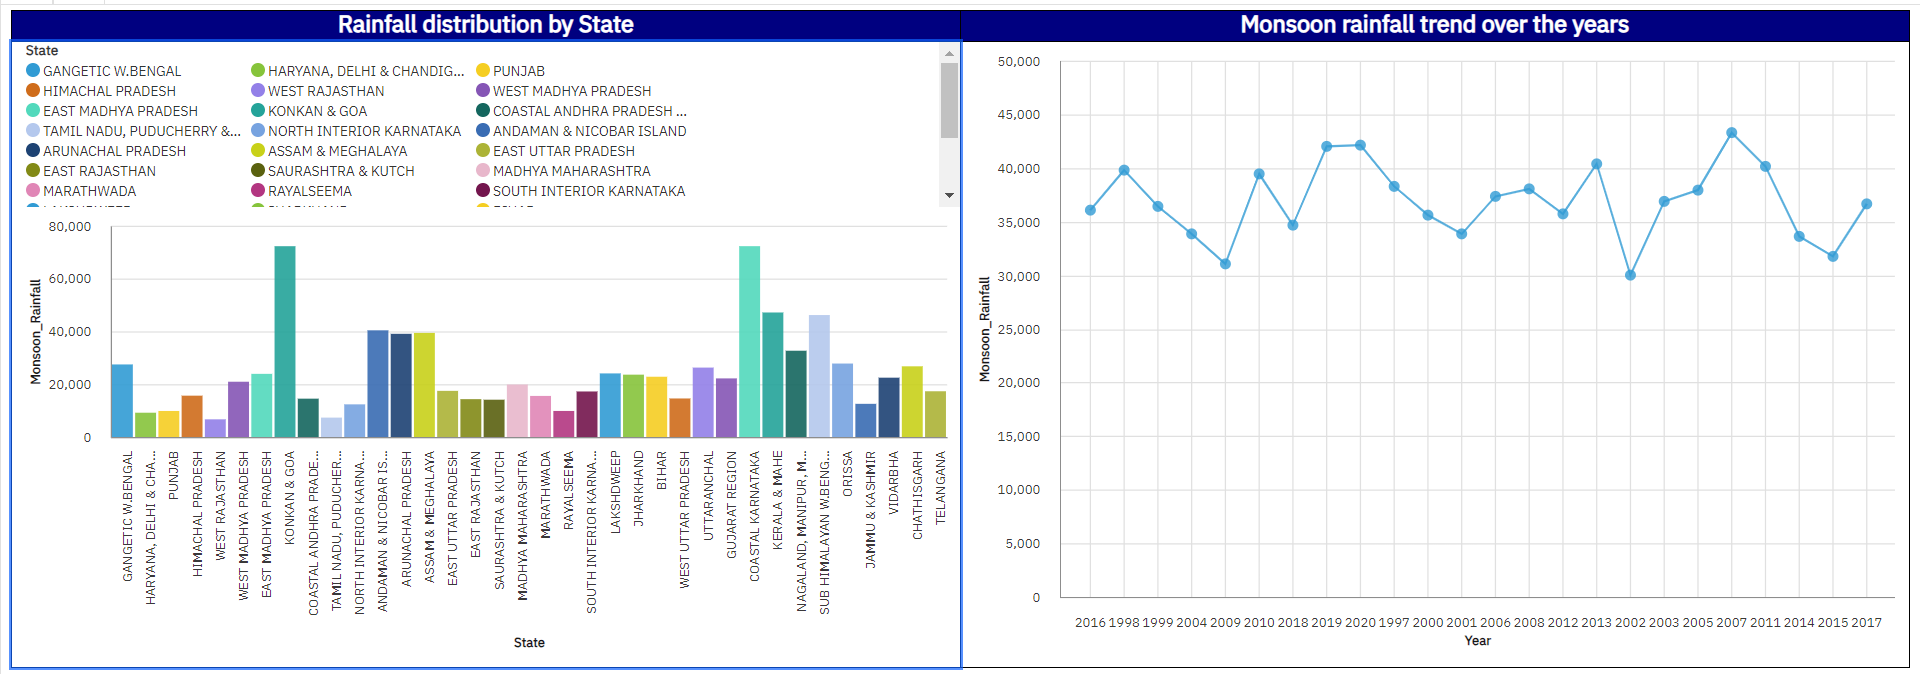 Rainfall distribution by State
State
GANGETIC W.BENGAL
HARYANA, DELHI & CHANDIG...
PUNJAB
HIMACHAL PRADESH
WEST RAJASTHAN
WEST MADHYA PRADESH
EAST MADHYA PRADESH
KONKAN & GOA
COASTAL ANDHRA PRADESH ...
TAMIL NADU, PUDUCHERRY &...
NORTH INTERIOR KARNATAKA
ANDAMAN & NICOBAR ISLAND
ARUNACHAL PRADESH
ASSAM & MEGHALAYA
EAST UTTAR PRADESH
EAST RAJASTHAN
SAURASHTRA & KUTCH
MADHYA MAHARASHTRA
MARATHWADA
RAYALSEEMA
SOUTH INTERIOR KARNATAKA
80,000
60,000
40,000
20,000
0
Monsoon_Rainfall
GANGETIC W.BENGAL
HARYANA, DELHI & CHA...
PUNJAB
HIMACHAL PRADESH
WEST RAJASTHAN
WEST MADHYA PRADESH
EAST MADHYA PRADESH
KONKAN & GOA
COASTAL ANDHRA PRADE...
TAMIL NADU, PUDUCHER...
NORTH INTERIOR KARNA...
ANDAMAN & NICOBAR IS...
ARUNACHAL PRADESH
ASSAM & MEGHALAYA
EAST UTTAR PRADESH
EAST RAJASTHAN
SAURASHTRA & KUTCH
MADHYA MAHARASHTRA
MARATHWADA
RAYALSEEMA
SOUTH INTERIOR KARNA...
LAKSHDWEEP
JHARKHAND
BIHAR
WEST UTTAR PRADESH
UTTARANCHAL
GUJARAT REGION
COASTAL KARNATAKA
KERALA & MAHE
NAGALAND, MANIPUR, M...
SUB HIMALAYAN W.BENG...
ORISSA
JAMMU & KASHMIR
VIDARBHA
CHATHISGARH
TELANGANA
State
Monsoon rainfall trend over the years
50,000
45,000
40,000
35,000
30,000
25,000
20,000
15,000
10,000
5,000
0
Monsoon_Rainfall
2016 1998 1999 2004 2009 2010 2018 2019 2020 1997 2000 2001 2006 2008 2012 2013 2002 2003 2005 2007 2011 2014 2015 2017
Year